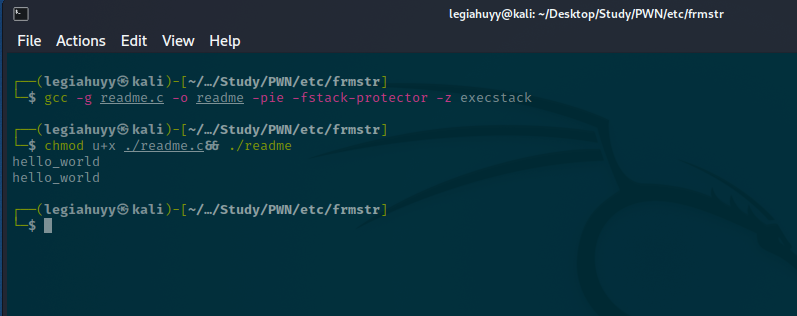 legiahuyy@kali: ~/Desktop/Study/PWN/etc/frmstr
File Actions Edit View Help
┌──(legiahuyy㉿kali)-[~/…/Study/PWN/etc/frmstr]
└─$ gcc -g readme.c -o readme -pie -fstack-protector -z execstack
┌──(legiahuyy㉿kali)-[~/…/Study/PWN/etc/frmstr]
└─$ chmod u+x ./readme.c&& ./readme
hello_world
hello_world
┌──(legiahuyy㉿kali)-[~/…/Study/PWN/etc/frmstr]
└─$